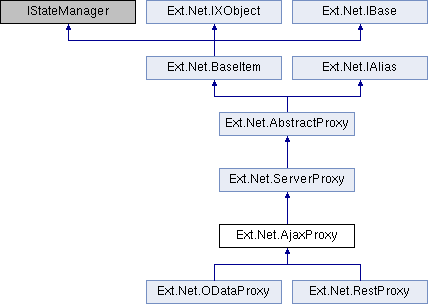 IStateManager
Ext.Net.IXObject
Ext.Net.IBase
Ext.Net.BaseItem
Ext.Net.IAlias
Ext.Net.AbstractProxy
Ext.Net.ServerProxy
Ext.Net.AjaxProxy
Ext.Net.ODataProxy
Ext.Net.RestProxy